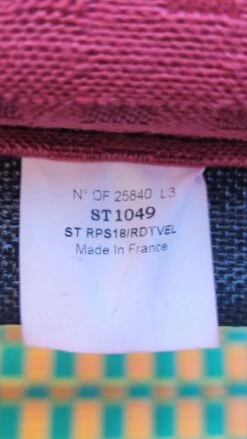 N° OF 25840 L3
ST1049
ST RPS18/RDTVEL
Made In France